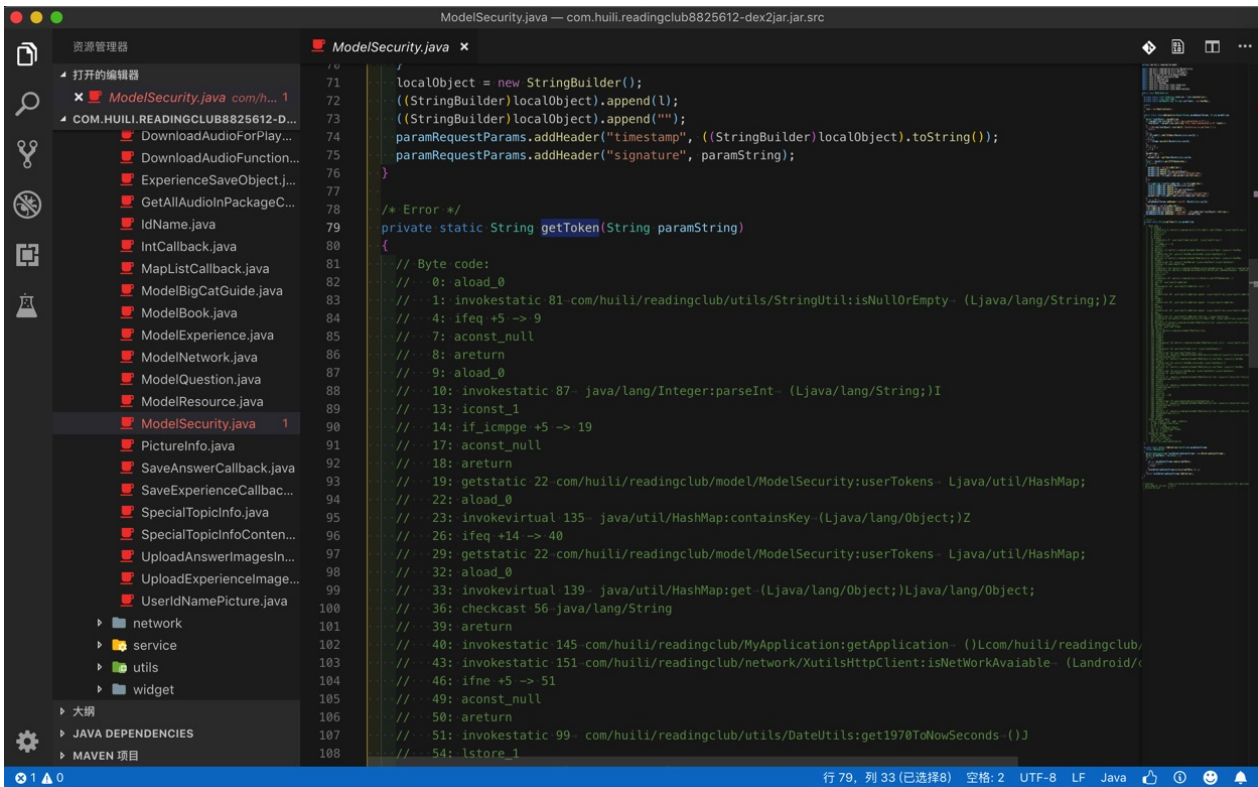 ModelSecurity.java — com.huili.readingclub8825612-dex2jar.jar.src
资源管理器
ModelSecurity.java ×
打开的编辑器
× ModelSecurity.java com/h... 1
COM.HUILI.READINGCLUB8825612-D...
DownloadAudioForPlay...
DownloadAudioFunction...
ExperienceSaveObject.j...
GetAllAudioInPackageC...
IdName.java
IntCallback.java
MapListCallback.java
ModelBigCatGuide.java
ModelBook.java
ModelExperience.java
ModelNetwork.java
ModelQuestion.java
ModelResource.java
ModelSecurity.java 1
PictureInfo.java
SaveAnswerCallback.java
SaveExperienceCallbac...
SpecialTopicInfo.java
SpecialTopicInfoConten...
UploadAnswerImagesIn...
UploadExperienceImage...
UserIdNamePicture.java
network
service
utils
widget
大纲
JAVA DEPENDENCIES
MAVEN 项目
70 }
71 localObject = new StringBuilder();
72 ((StringBuilder)localObject).append(l);
73 ((StringBuilder)localObject).append("");
74 paramRequestParams.addHeader("timestamp", ((StringBuilder)localObject).toString());
75 paramRequestParams.addHeader("signature", paramString);
76 }
77
78 /* Error */
79 private static String getToken(String paramString)
80 {
81 // Byte code:
82 // 0: aload_0
83 // 1: invokestatic 81 com/huili/readingclub/utils/StringUtil:isNullOrEmpty (Ljava/lang/String;)Z
84 // 4: ifeq +5 -> 9
85 // 7: aconst_null
86 // 8: areturn
87 // 9: aload_0
88 // 10: invokestatic 87 java/lang/Integer:parseInt (Ljava/lang/String;)I
89 // 13: iconst_1
90 // 14: if_icmpge +5 -> 19
91 // 17: aconst_null
92 // 18: areturn
93 // 19: getstatic 22 com/huili/readingclub/model/ModelSecurity:userTokens Ljava/util/HashMap;
94 // 22: aload_0
95 // 23: invokevirtual 135 java/util/HashMap:containsKey (Ljava/lang/Object;)Z
96 // 26: ifeq +14 -> 40
97 // 29: getstatic 22 com/huili/readingclub/model/ModelSecurity:userTokens Ljava/util/HashMap;
98 // 32: aload_0
99 // 33: invokevirtual 139 java/util/HashMap:get (Ljava/lang/Object;)Ljava/lang/Object;
100 // 36: checkcast 56 java/lang/String
101 // 39: areturn
102 // 40: invokestatic 145 com/huili/readingclub/MyApplication:getApplication ()Lcom/huili/readingclub/
103 // 43: invokestatic 151 com/huili/readingclub/network/XutilsHttpClient:isNetWorkAvaiable (Landroid/c
104 // 46: ifne +5 -> 51
105 // 49: aconst_null
106 // 50: areturn
107 // 51: invokestatic 99 com/huili/readingclub/utils/DateUtils:get1970ToNowSeconds ()J
108 // 54: lstore_1
1 0 行 79，列 33 (已选择8) 空格: 2 UTF-8 LF Java